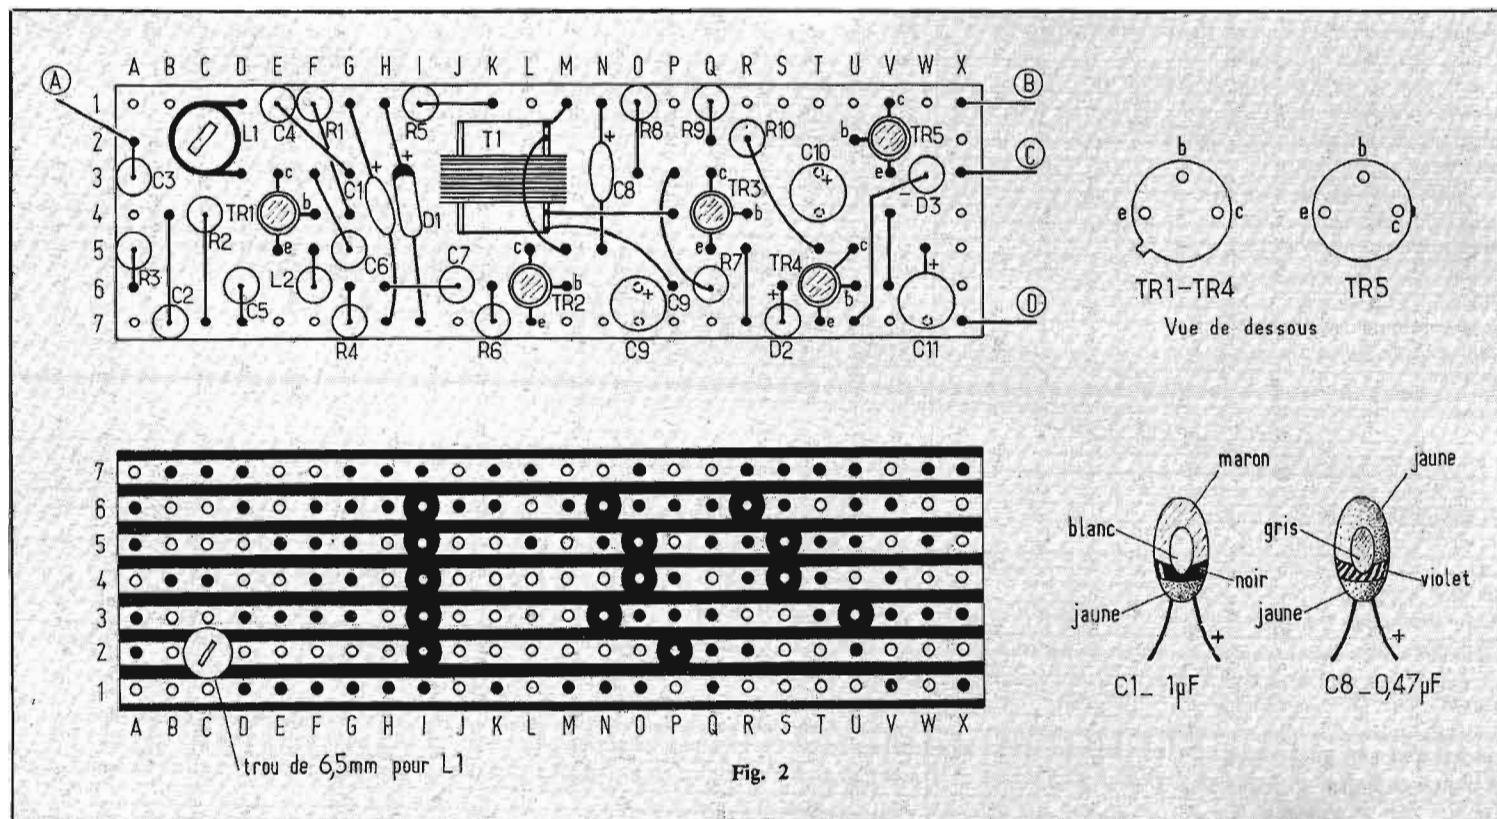 A B C D E F G H I J K L M N O P Q R S T U V W X
A
B
C
D
1
2
3
4
5
6
7
L1
C4
R1
R5
T1
R8
R9
R10
TR5
c
b
e
C3
C1
D1
C8
C10
D3
TR1
c
b
e
TR3
c
b
e
R2
R3
C2
C5
L2
C6
C7
TR2
c
b
e
C9
R7
TR4
c
b
e
R4
R6
C9
D2
C11
b
e
c
TR1-TR4
b
e
c
TR5
Vue de dessous
7
6
5
4
3
2
1
A B C D E F G H I J K L M N O P Q R S T U V W X
trou de 6,5mm pour L1
Fig. 2
maron
blanc
noir
jaune
+
C1_ 1µF
jaune
gris
violet
jaune
+
C8_0,47µF